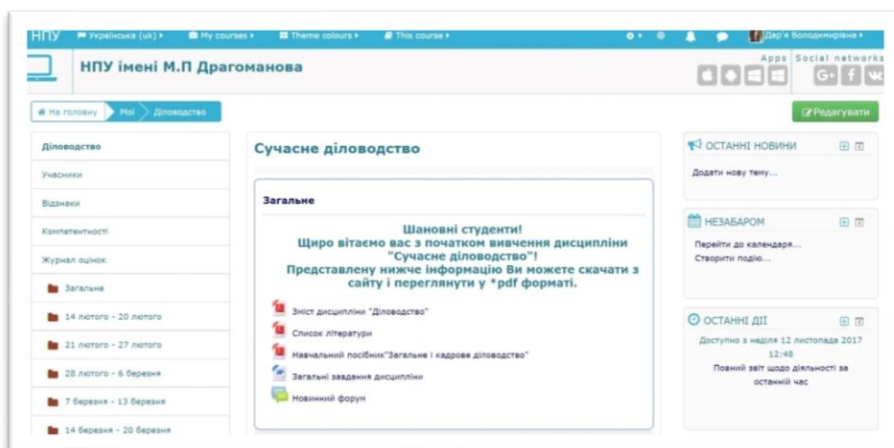 НПУ Українська (uk) My courses Theme colours This course Дар'я Володимирівна
НПУ імені М.П Драгоманова
Apps Social networks
На головну Мої Діловодство
Редагувати
Діловодство
Учасники
Відзнаки
Компетентності
Журнал оцінок
Загальне
14 лютого - 20 лютого
21 лютого - 27 лютого
28 лютого - 6 березня
7 березня - 13 березня
14 березня - 20 березня
Сучасне діловодство
Загальне
Шановні студенти!
Щиро вітаємо вас з початком вивчення дисципліни
"Сучасне діловодство"!
Представлену нижче інформацію Ви можете скачати з
сайту і переглянути у *pdf форматі.
Зміст дисципліни "Діловодство"
Список літератури
Навчальний посібник"Загальне і кадрове діловодство"
Загальні завдання дисципліни
Новинний форум
ОСТАННІ НОВИНИ
Додати нову тему...
НЕЗАБАРОМ
Перейти до календаря...
Створити подію...
ОСТАННІ ДІЇ
Доступно з неділя 12 листопада 2017
12:48
Повний звіт щодо діяльності за
останній час